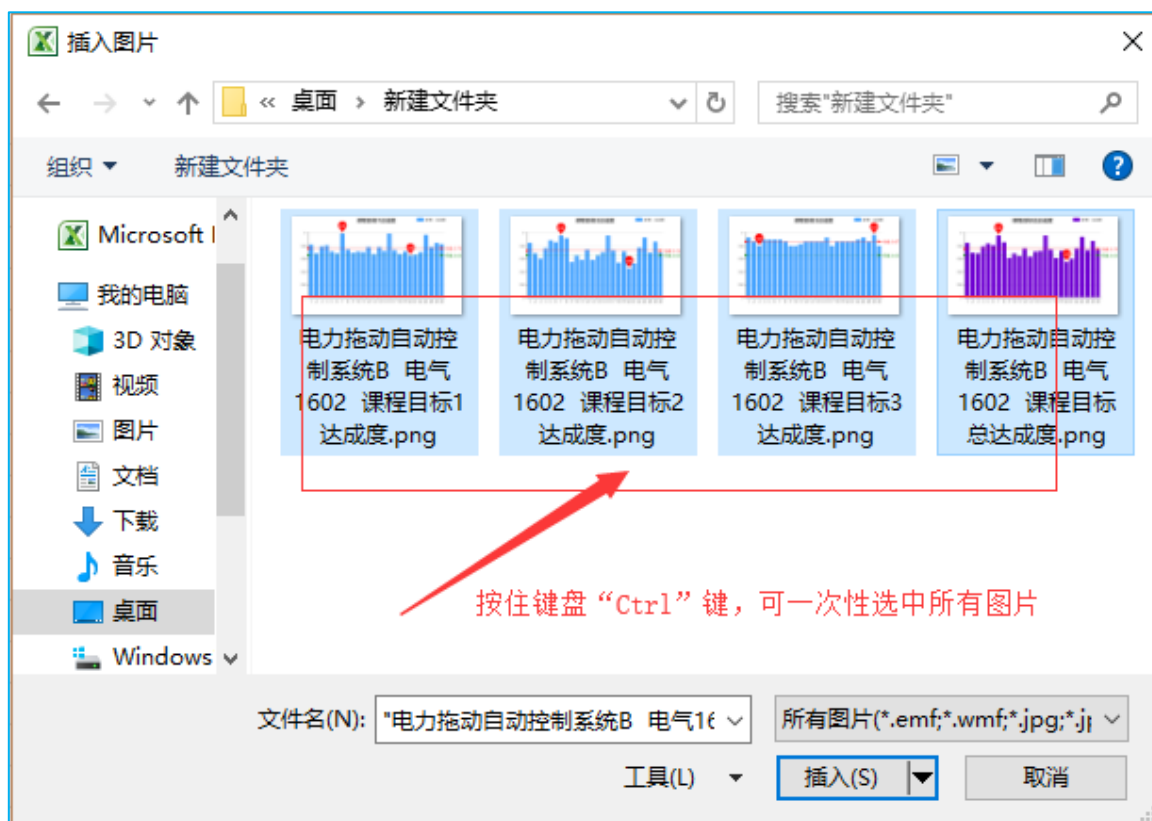 插入图片
« 桌面 › 新建文件夹
搜索"新建文件夹"
组织
新建文件夹
Microsoft
我的电脑
3D 对象
视频
图片
文档
下载
音乐
桌面
Windows
电力拖动自动控
制系统B 电气
1602 课程目标1
达成度.png
电力拖动自动控
制系统B 电气
1602 课程目标2
达成度.png
电力拖动自动控
制系统B 电气
1602 课程目标3
达成度.png
电力拖动自动控
制系统B 电气
1602 课程目标
总达成度.png
按住键盘“Ctrl”键，可一次性选中所有图片
文件名(N):
"电力拖动自动控制系统B 电气16
所有图片(*.emf;*.wmf;*.jpg;*.j
工具(L)
插入(S)
取消